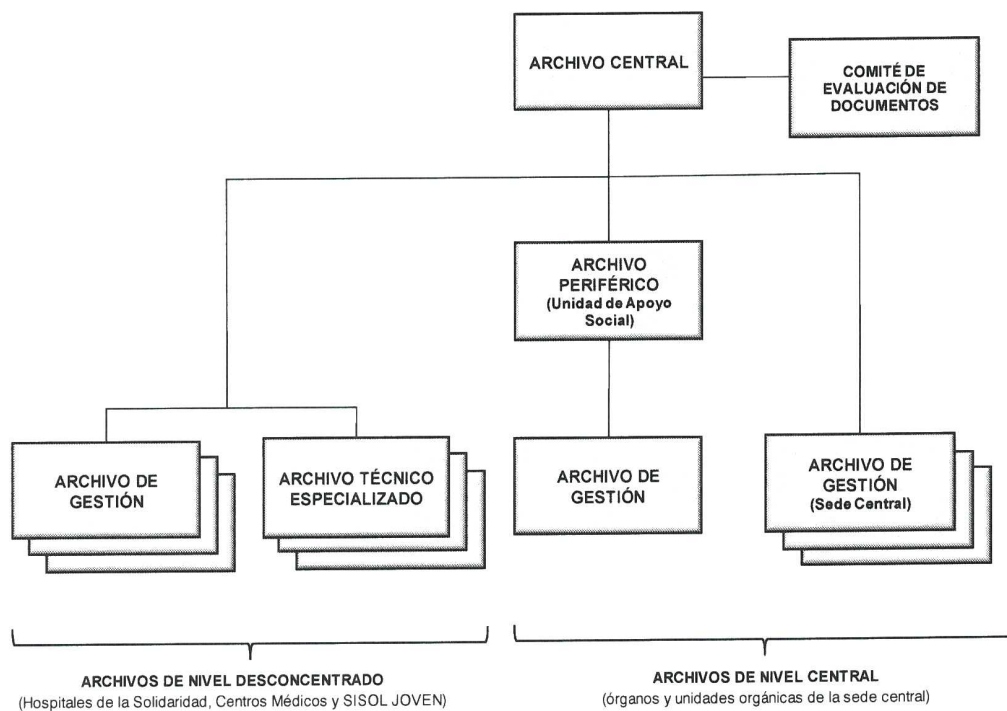 ARCHIVO CENTRAL
COMITÉ DE
EVALUACIÓN DE
DOCUMENTOS
ARCHIVO
PERIFÉRICO
(Unidad de Apoyo
Social)
ARCHIVO DE
GESTIÓN
ARCHIVO TÉCNICO
ESPECIALIZADO
ARCHIVO DE
GESTIÓN
ARCHIVO DE
GESTIÓN
(Sede Central)
ARCHIVOS DE NIVEL DESCONCENTRADO
(Hospitales de la Solidaridad, Centros Médicos y SISOL JOVEN)
ARCHIVOS DE NIVEL CENTRAL
(órganos y unidades orgánicas de la sede central)